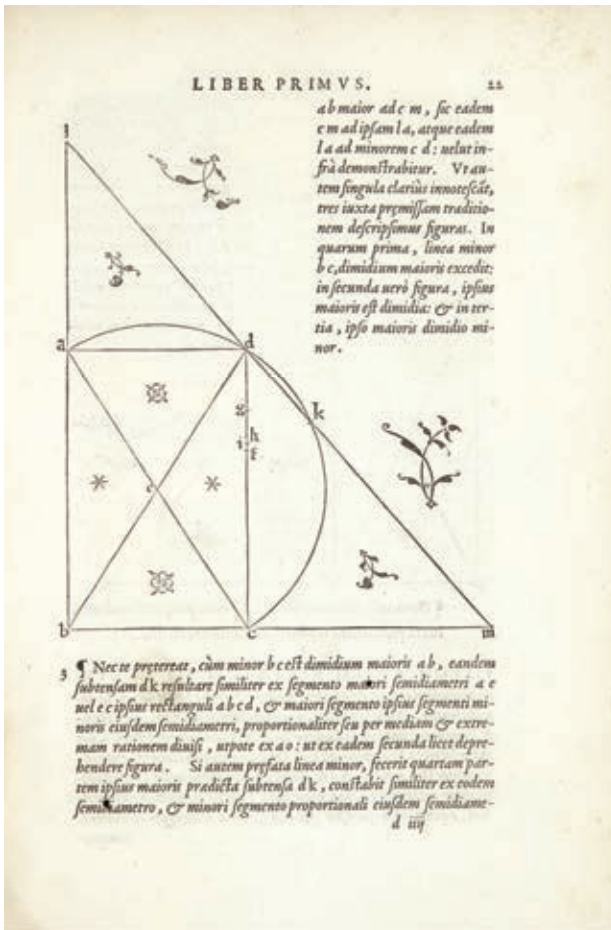 LIBER PRIMVS. 22
ab maior ad c m, sic eadem
c m ad ipsam l a, atque eadem
l a ad minorem c d: uelut in-
frà demonstrabitur. Vt au-
tem singula clariùs innotescãt,
tres iuxta pręmissam traditio-
nem descripsimus figuras. In
quarum prima, linea minor
b c, dimidium maioris excedit:
in secunda uerò figura, ipsius
maioris est dimidia: & in ter-
tia, ipso maioris dimidio mi-
nor.
l
a d
k
g
h
i f
e
b c m
3 ¶ Nec te prętereat, cùm minor b c est dimidium maioris a b, eandem
subtensam d k resultare similiter ex segmento maiori semidiametri a e
uel e c ipsius rectanguli a b c d, & maiori segmento ipsius segmenti mi-
noris eiusdem semidiametri, proportionaliter seu per mediam & extre-
mam rationem diuisi, utpote ex a o: ut ex eadem secunda licet depre-
hendere figura. Si autem pręfata linea minor, fecerit quartam par-
tem ipsius maioris prædicta subtensa d k, constabit similiter ex eodem
semidiametro, & minori segmento proportionali eiusdem semidiame-
d iiij